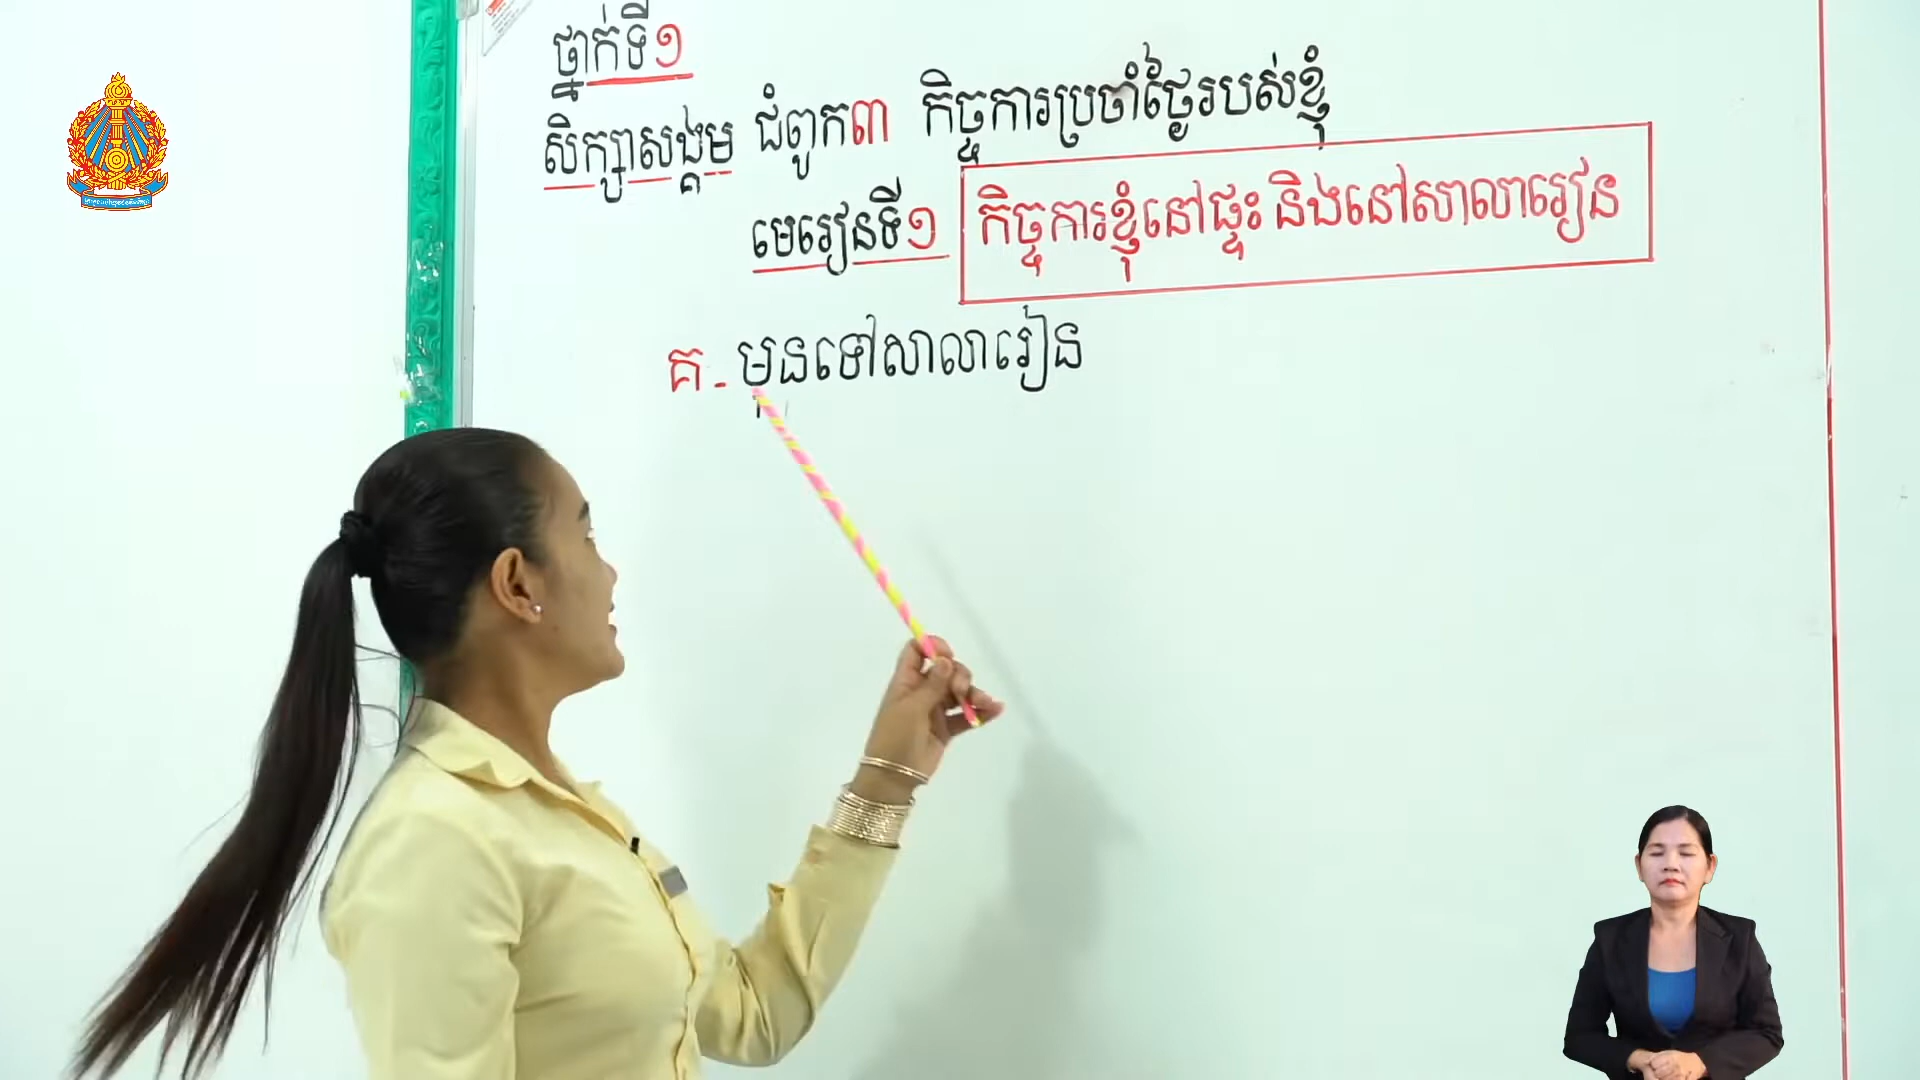 ថ្នាក់ទី១
សិក្សាសង្គម ជំពូក៣ កិច្ចការប្រចាំថ្ងៃរបស់ខ្ញុំ
មេរៀនទី១ កិច្ចការខ្ញុំនៅផ្ទះ និងនៅសាលារៀន
គ- មុនទៅសាលារៀន